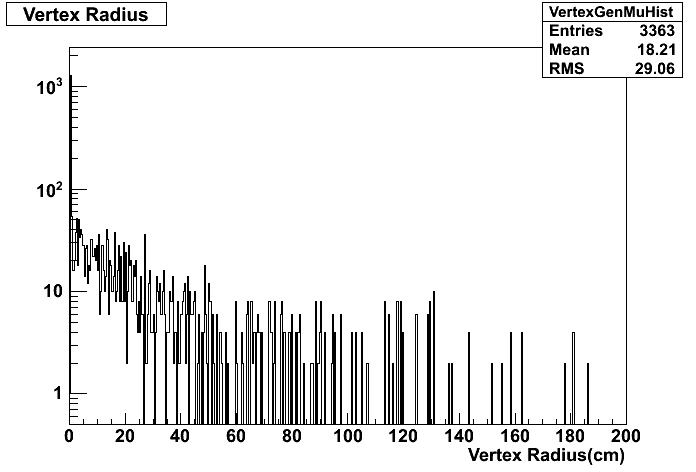 Vertex Radius
VertexGenMuHist
Entries 3363
Mean 18.21
RMS 29.06
10³
10²
10
1
0 20 40 60 80 100 120 140 160 180 200
Vertex Radius(cm)